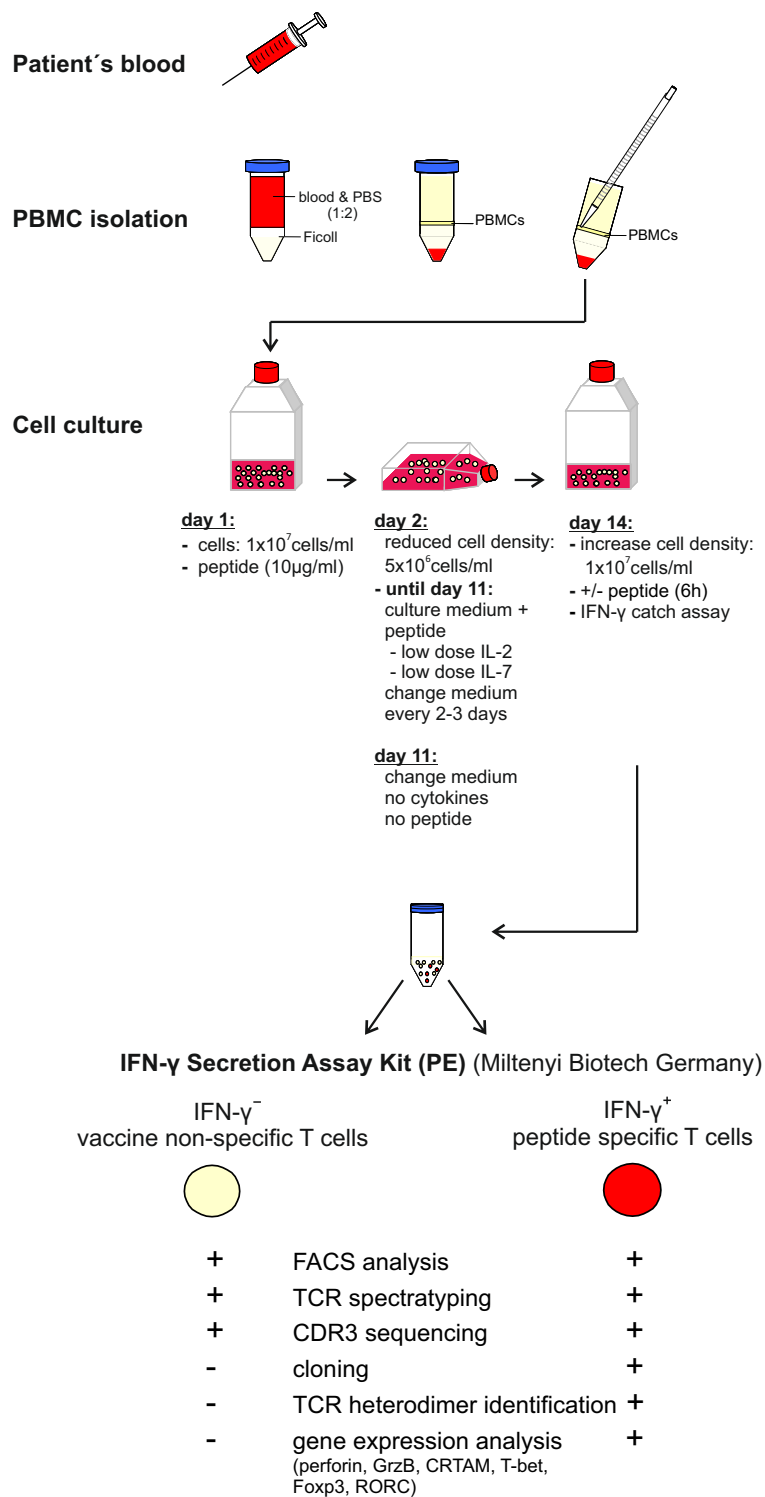 Patient´s blood
PBMC isolation
blood & PBS
(1:2)
Ficoll
PBMCs
PBMCs
Cell culture
day 1:
- cells: 1x10⁷cells/ml
- peptide (10µg/ml)
day 2:
reduced cell density:
5x10⁶cells/ml
- until day 11:
culture medium +
peptide
- low dose IL-2
- low dose IL-7
change medium
every 2-3 days
day 11:
change medium
no cytokines
no peptide
day 14:
- increase cell density:
1x10⁷cells/ml
- +/- peptide (6h)
- IFN-γ catch assay
IFN-γ Secretion Assay Kit (PE) (Miltenyi Biotech Germany)
IFN-γ⁻
vaccine non-specific T cells
IFN-γ⁺
peptide specific T cells
+ FACS analysis +
+ TCR spectratyping +
+ CDR3 sequencing +
- cloning +
- TCR heterodimer identification +
- gene expression analysis +
(perforin, GrzB, CRTAM, T-bet,
Foxp3, RORC)